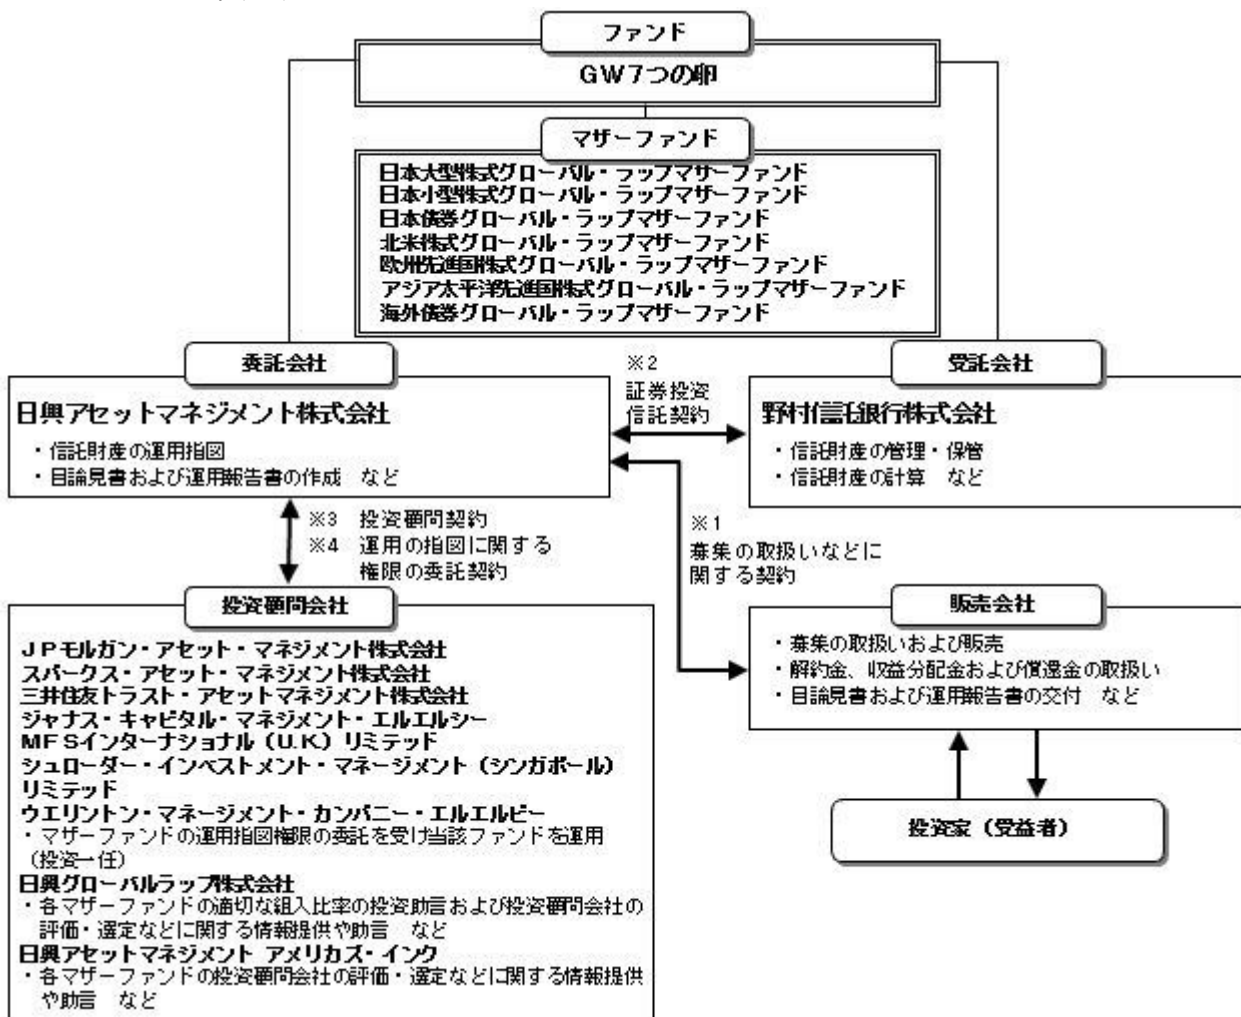 ファンド
GW7つの卵
マザーファンド
日本大型株式グローバル・ラップマザーファンド
日本小型株式グローバル・ラップマザーファンド
日本債券グローバル・ラップマザーファンド
北米株式グローバル・ラップマザーファンド
欧州先進国株式グローバル・ラップマザーファンド
アジア太平洋先進国株式グローバル・ラップマザーファンド
海外債券グローバル・ラップマザーファンド
委託会社
日興アセットマネジメント株式会社
・信託財産の運用指図
・目論見書および運用報告書の作成 など
※2
証券投資
信託契約
受託会社
野村信託銀行株式会社
・信託財産の管理・保管
・信託財産の計算 など
※3 投資顧問契約
※4 運用の指図に関する
権限の委託契約
※1
募集の取扱いなどに
関する契約
投資顧問会社
JPモルガン・アセット・マネジメント株式会社
スパークス・アセット・マネジメント株式会社
三井住友トラスト・アセットマネジメント株式会社
ジャナス・キャピタル・マネジメント・エルエルシー
MFSインターナショナル(U.K.)リミテッド
シュローダー・インベストメント・マネージメント(シンガポール)
リミテッド
ウエリントン・マネージメント・カンパニー・エルエルピー
・マザーファンドの運用指図権限の委託を受け当該ファンドを運用
(投資一任)
日興グローバルラップ株式会社
・各マザーファンドの適切な組入比率の投資助言および投資顧問会社の
評価・選定などに関する情報提供や助言 など
日興アセットマネジメント アメリカズ・インク
・各マザーファンドの投資顧問会社の評価・選定などに関する情報提供
や助言 など
販売会社
・募集の取扱いおよび販売
・解約金、収益分配金および償還金の取扱い
・目論見書および運用報告書の交付 など
投資家(受益者)